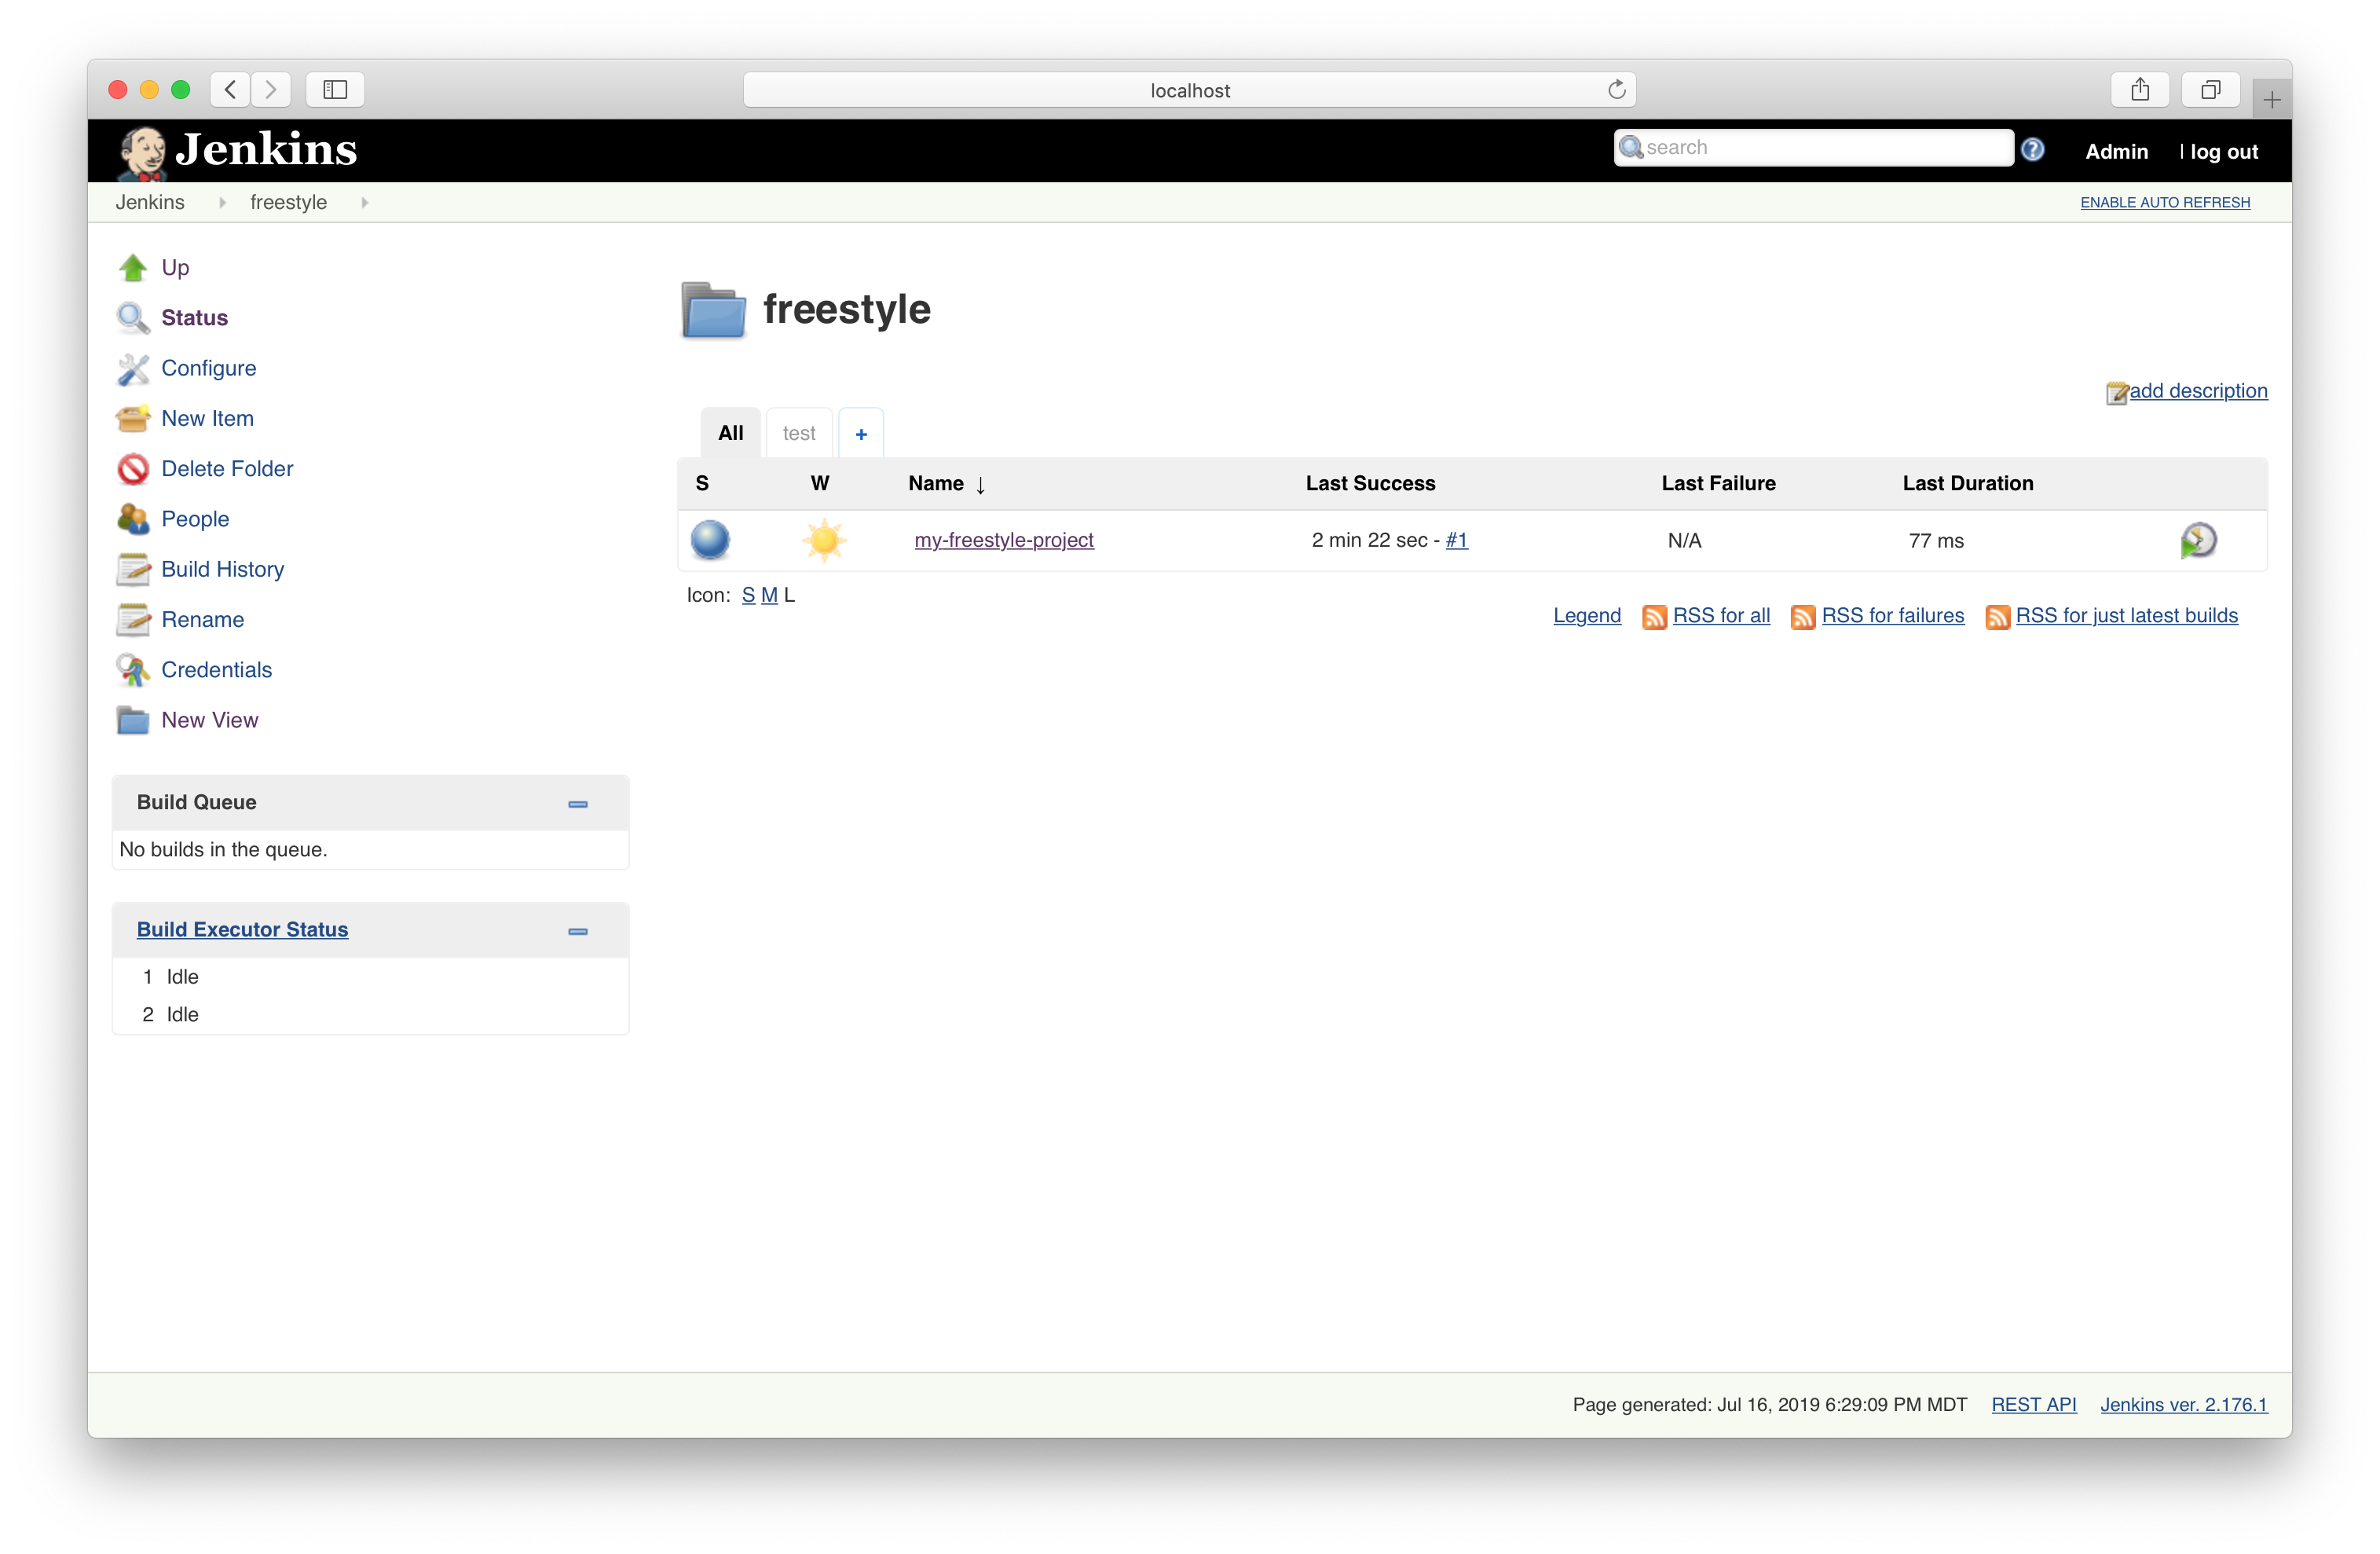 localhost
Jenkins
search
Admin
| log out
Jenkins
freestyle
ENABLE AUTO REFRESH
Up
Status
Configure
New Item
Delete Folder
People
Build History
Rename
Credentials
New View
Build Queue
No builds in the queue.
Build Executor Status
1 Idle
2 Idle
freestyle
add description
All test +
S W Name ↓ Last Success Last Failure Last Duration
my-freestyle-project 2 min 22 sec - #1 N/A 77 ms
Icon: S M L
Legend RSS for all RSS for failures RSS for just latest builds
Page generated: Jul 16, 2019 6:29:09 PM MDT REST API Jenkins ver. 2.176.1